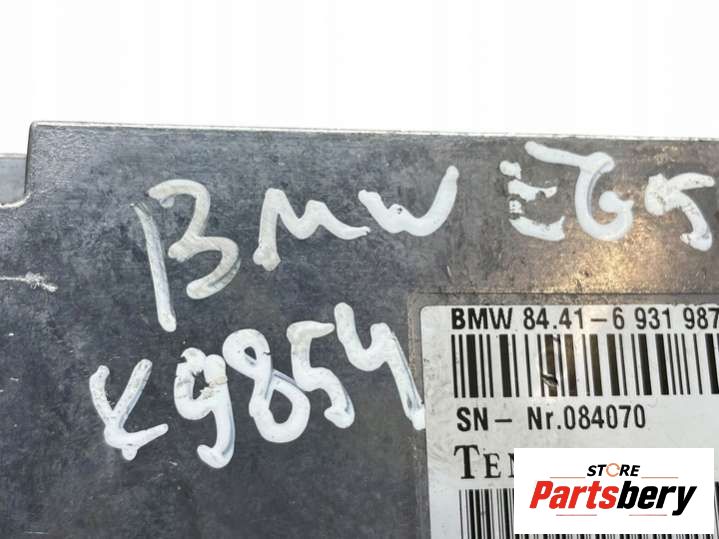 BMW E65
K9854
BMW 84.41-6 931 987
SN- Nr.084070
STORE
Partsbery